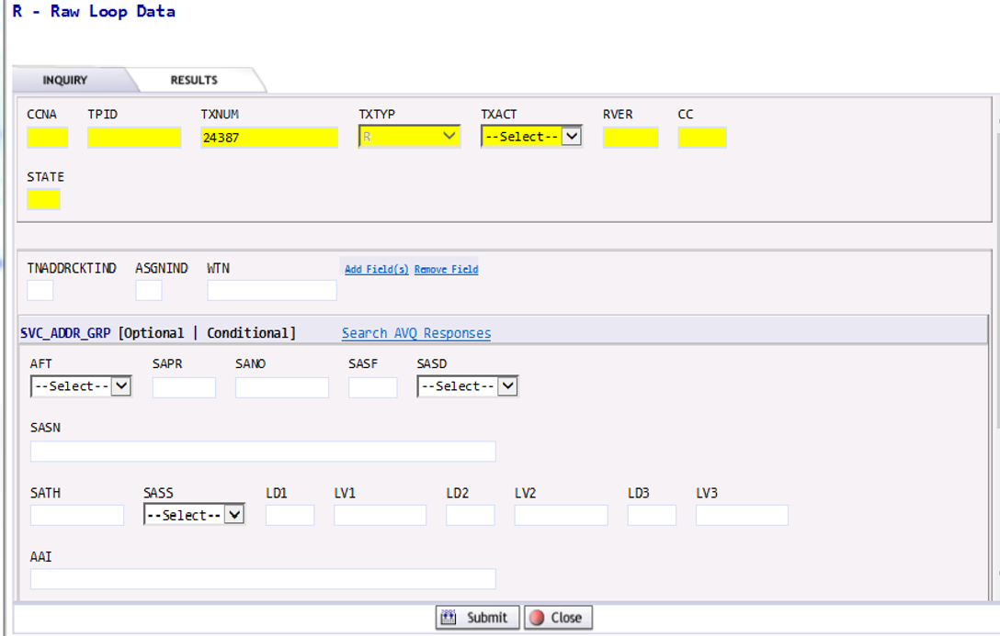 R - Raw Loop Data
INQUIRY RESULTS
CCNA TPID TXNUM TXTYP TXACT RVER CC
24387 R --Select--
STATE
TNADDRCKTIND ASGNIND WTN Add Field(s) Remove Field
SVC_ADDR_GRP [Optional | Conditional] Search AVQ Responses
AFT SAPR SANO SASF SASD
--Select-- --Select--
SASN
SATH SASS LD1 LV1 LD2 LV2 LD3 LV3
--Select--
AAI
Submit Close